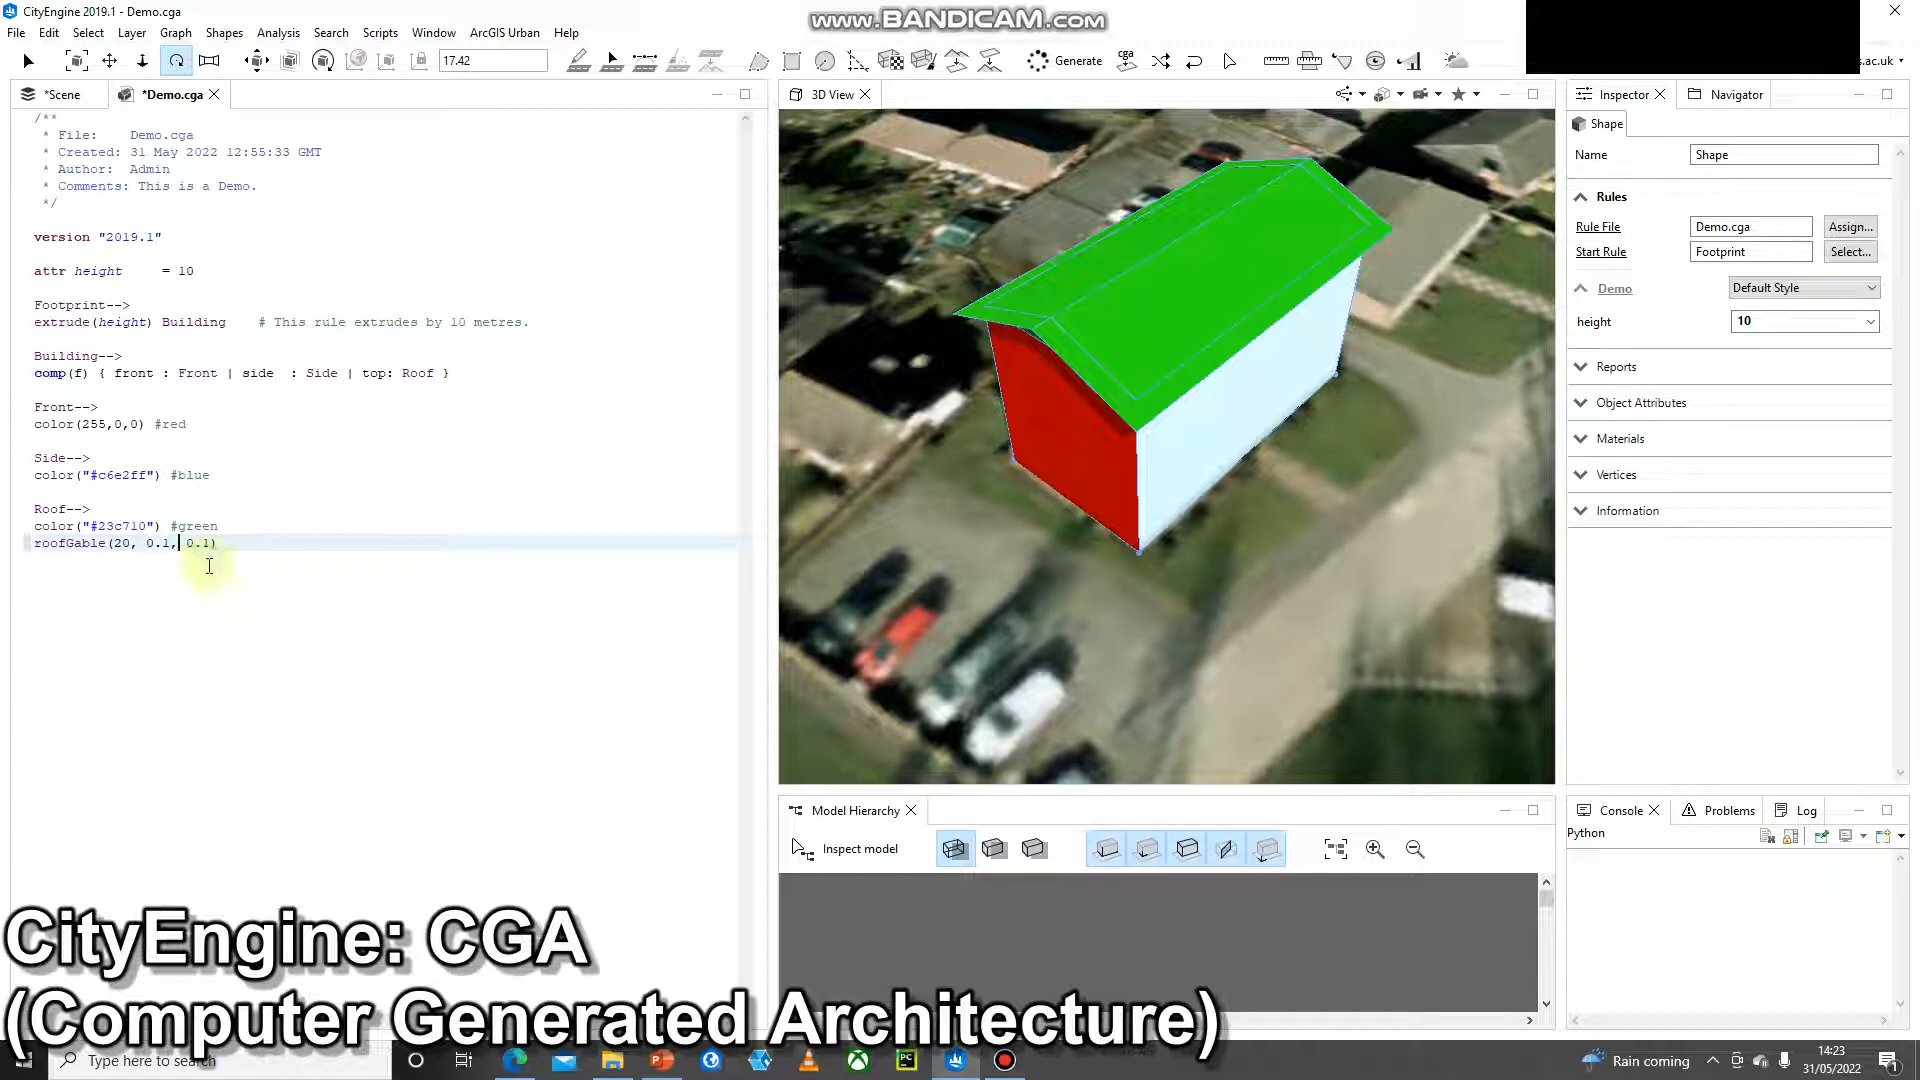 CityEngine 2019.1 - Demo.cga
www.BANDICAM.com
File Edit Select Layer Graph Shapes Analysis Search Scripts Window ArcGIS Urban Help
17.42
Generate
cga
s.ac.uk
*Scene
*Demo.cga
3D View
Inspector
Navigator
/**
* File: Demo.cga
* Created: 31 May 2022 12:55:33 GMT
* Author: Admin
* Comments: This is a Demo.
*/
version "2019.1"
attr height = 10
Footprint-->
extrude(height) Building # This rule extrudes by 10 metres.
Building-->
comp(f) { front : Front | side : Side | top: Roof }
Front-->
color(255,0,0) #red
Side-->
color("#c6e2ff") #blue
Roof-->
color("#23c710") #green
roofGable(20, 0.1, 0.1)
Shape
Name Shape
Rules
Rule File Demo.cga Assign...
Start Rule Footprint Select...
Demo Default Style
height 10
Reports
Object Attributes
Materials
Vertices
Information
Model Hierarchy
Inspect model
Console
Problems
Log
Python
CityEngine: CGA
(Computer Generated Architecture)
Type here to search
PC
Rain coming
14:23
31/05/2022
1